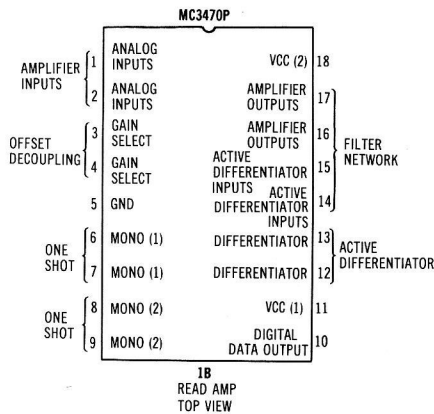 MC3470P
AMPLIFIER
INPUTS
1
ANALOG
INPUTS
2
ANALOG
INPUTS
OFFSET
DECOUPLING
3
GAIN
SELECT
4
GAIN
SELECT
5
GND
ONE
SHOT
6
MONO (1)
7
MONO (1)
ONE
SHOT
8
MONO (2)
9
MONO (2)
VCC (2)
18
AMPLIFIER
OUTPUTS
17
AMPLIFIER
OUTPUTS
16
ACTIVE
DIFFERENTIATOR
INPUTS
15
ACTIVE
DIFFERENTIATOR
INPUTS
14
FILTER
NETWORK
DIFFERENTIATOR
13
DIFFERENTIATOR
12
ACTIVE
DIFFERENTIATOR
VCC (1)
11
DIGITAL
DATA OUTPUT
10
1B
READ AMP
TOP VIEW